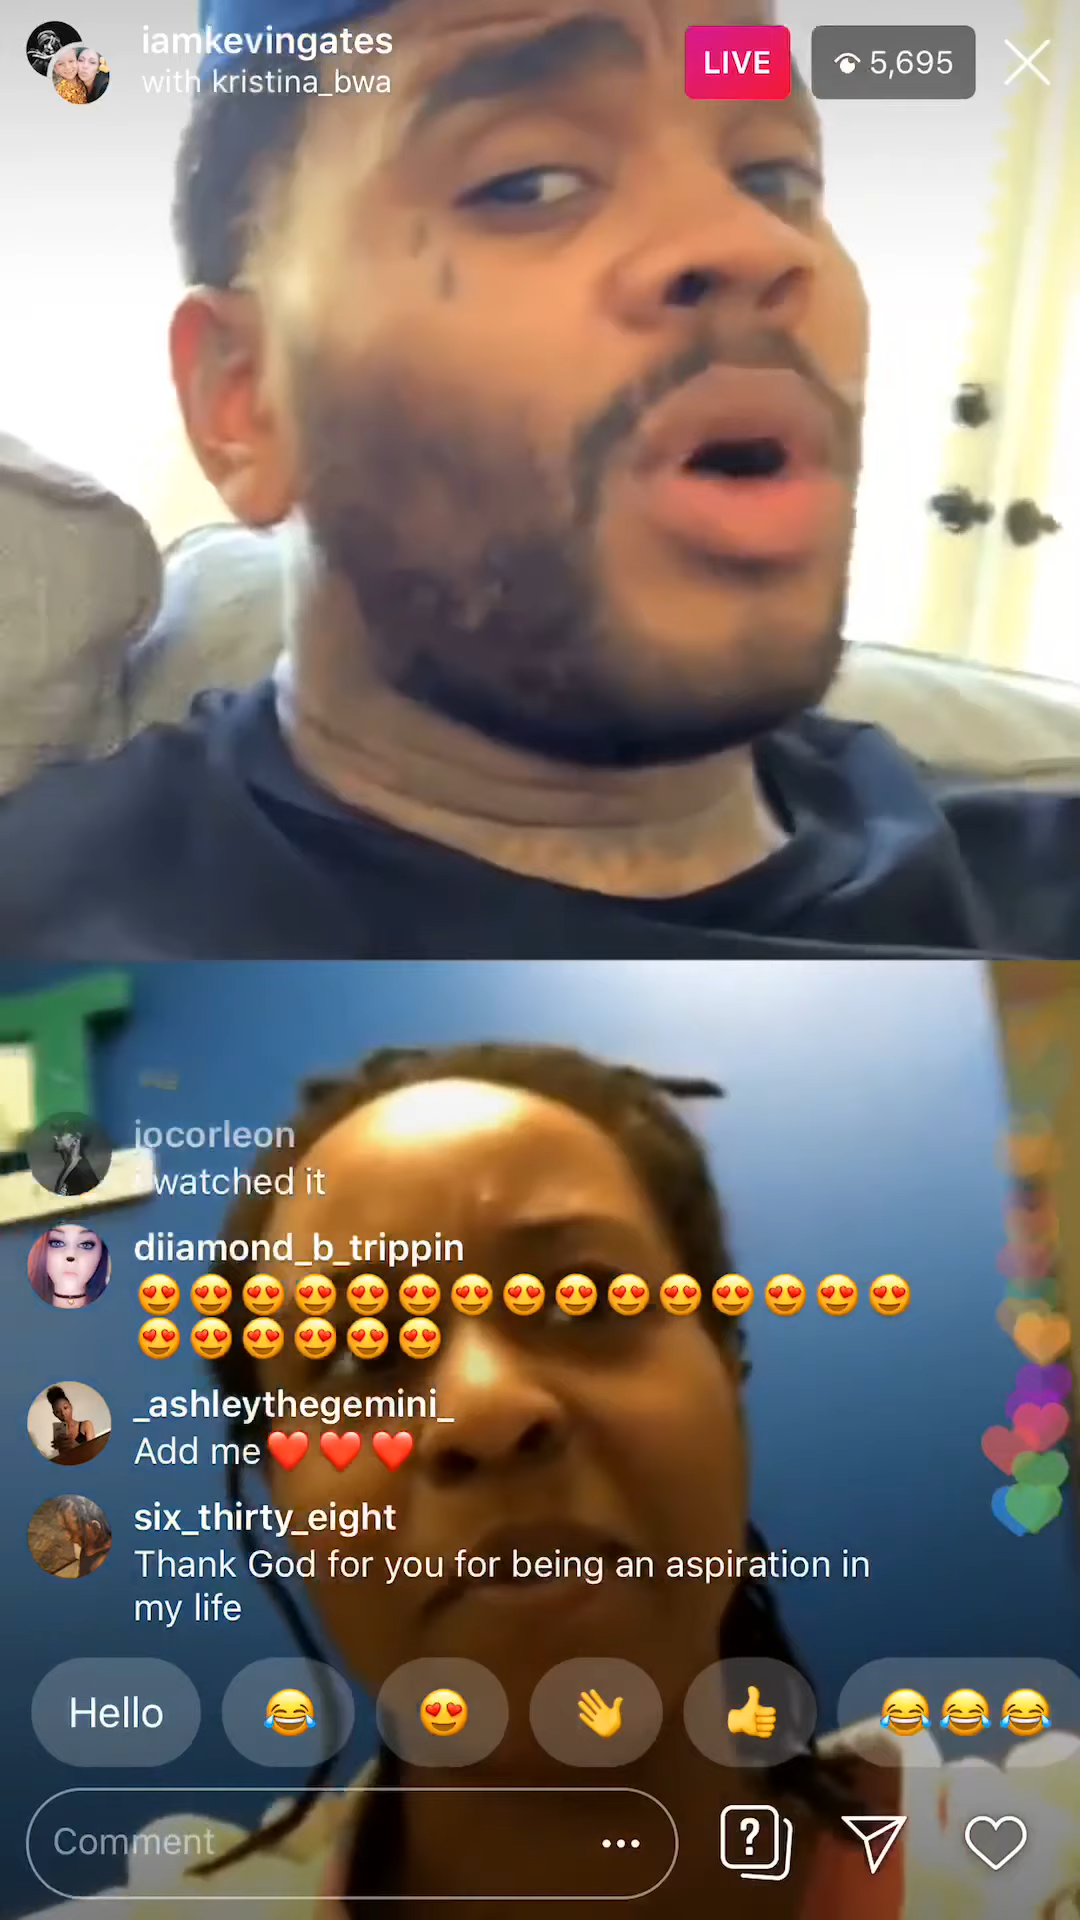 iamkevingates
with kristina_bwa
LIVE
5,695
jocorleon
i watched it
diiamond_b_trippin
😍😍😍😍😍😍😍😍😍😍😍😍😍😍😍
😍😍😍😍😍😍
_ashleythegemini_
Add me❤️❤️❤️
six_thirty_eight
Thank God for you for being an aspiration in
my life
Hello 😂 😍 👋 👍 😂😂😂
Comment